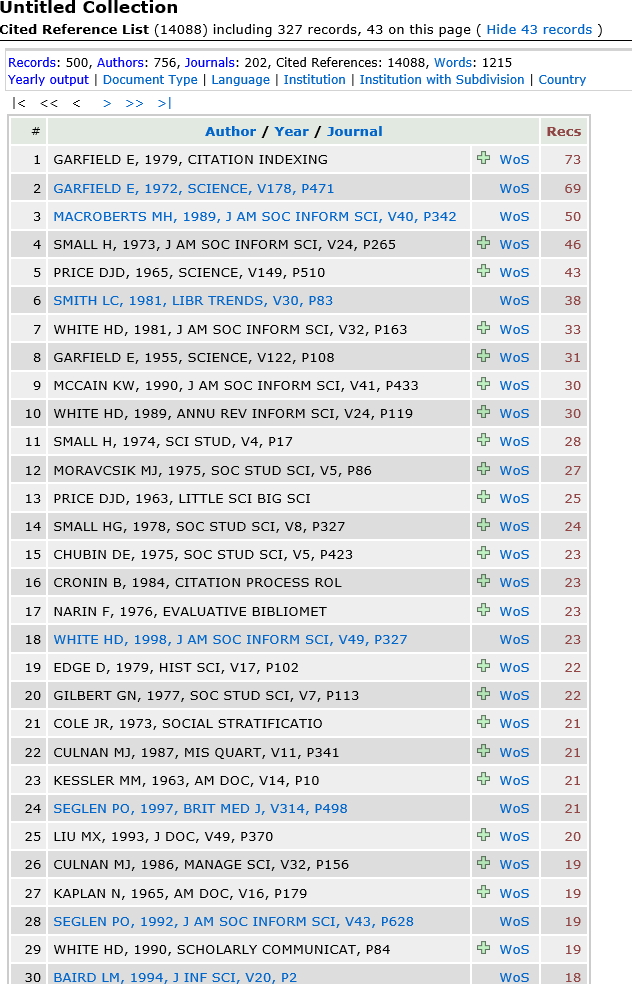 Untitled Collection
Cited Reference List (14088) including 327 records, 43 on this page ( Hide 43 records )
Records: 500, Authors: 756, Journals: 202, Cited References: 14088, Words: 1215
Yearly output | Document Type | Language | Institution | Institution with Subdivision | Country
|< << < > >> >|
# Author / Year / Journal Recs
1 GARFIELD E, 1979, CITATION INDEXING WoS 73
2 GARFIELD E, 1972, SCIENCE, V178, P471 WoS 69
3 MACROBERTS MH, 1989, J AM SOC INFORM SCI, V40, P342 WoS 50
4 SMALL H, 1973, J AM SOC INFORM SCI, V24, P265 WoS 46
5 PRICE DJD, 1965, SCIENCE, V149, P510 WoS 43
6 SMITH LC, 1981, LIBR TRENDS, V30, P83 WoS 38
7 WHITE HD, 1981, J AM SOC INFORM SCI, V32, P163 WoS 33
8 GARFIELD E, 1955, SCIENCE, V122, P108 WoS 31
9 MCCAIN KW, 1990, J AM SOC INFORM SCI, V41, P433 WoS 30
10 WHITE HD, 1989, ANNU REV INFORM SCI, V24, P119 WoS 30
11 SMALL H, 1974, SCI STUD, V4, P17 WoS 28
12 MORAVCSIK MJ, 1975, SOC STUD SCI, V5, P86 WoS 27
13 PRICE DJD, 1963, LITTLE SCI BIG SCI WoS 25
14 SMALL HG, 1978, SOC STUD SCI, V8, P327 WoS 24
15 CHUBIN DE, 1975, SOC STUD SCI, V5, P423 WoS 23
16 CRONIN B, 1984, CITATION PROCESS ROL WoS 23
17 NARIN F, 1976, EVALUATIVE BIBLIOMET WoS 23
18 WHITE HD, 1998, J AM SOC INFORM SCI, V49, P327 WoS 23
19 EDGE D, 1979, HIST SCI, V17, P102 WoS 22
20 GILBERT GN, 1977, SOC STUD SCI, V7, P113 WoS 22
21 COLE JR, 1973, SOCIAL STRATIFICATIO WoS 21
22 CULNAN MJ, 1987, MIS QUART, V11, P341 WoS 21
23 KESSLER MM, 1963, AM DOC, V14, P10 WoS 21
24 SEGLEN PO, 1997, BRIT MED J, V314, P498 WoS 21
25 LIU MX, 1993, J DOC, V49, P370 WoS 20
26 CULNAN MJ, 1986, MANAGE SCI, V32, P156 WoS 19
27 KAPLAN N, 1965, AM DOC, V16, P179 WoS 19
28 SEGLEN PO, 1992, J AM SOC INFORM SCI, V43, P628 WoS 19
29 WHITE HD, 1990, SCHOLARLY COMMUNICAT, P84 WoS 19
30 BAIRD LM, 1994, J INF SCI, V20, P2 WoS 18